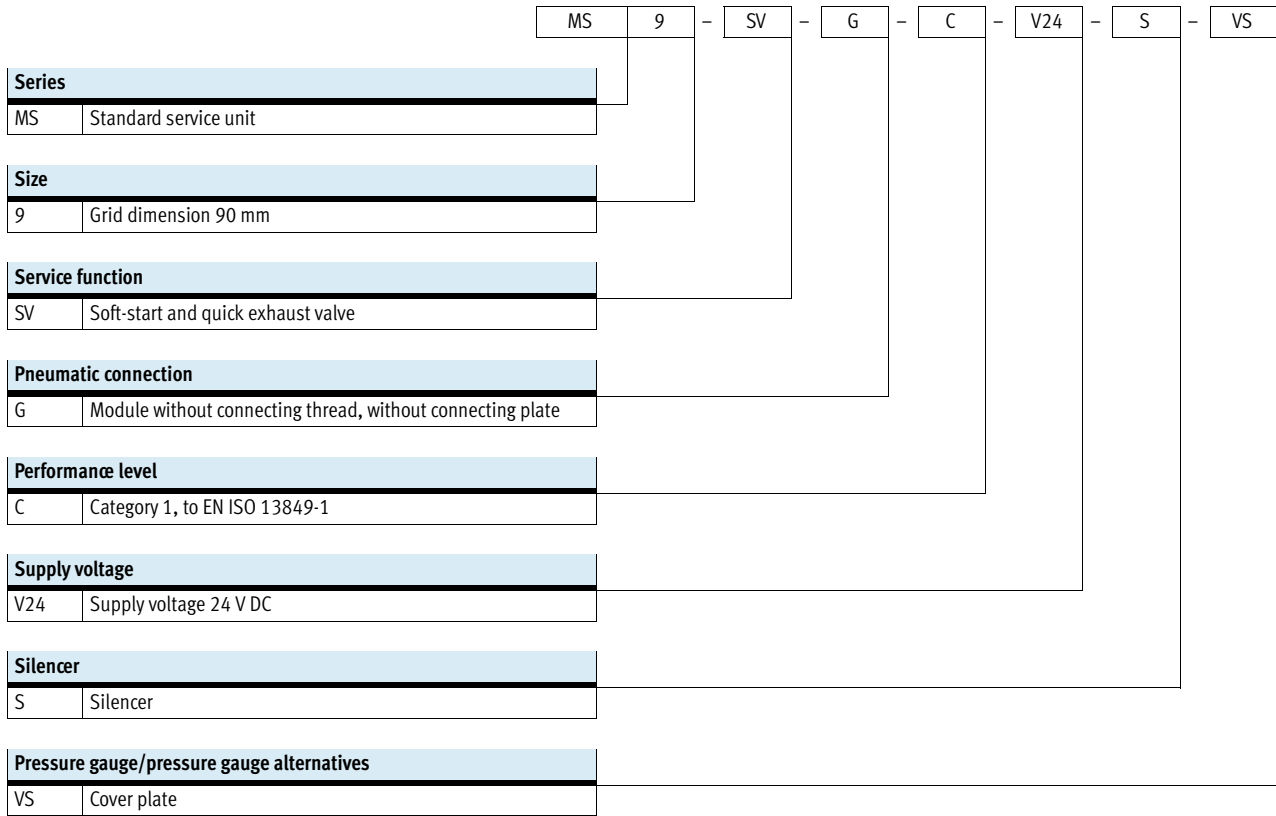 MS 9 – SV – G – C – V24 – S – VS
Series
MS Standard service unit
Size
9 Grid dimension 90 mm
Service function
SV Soft-start and quick exhaust valve
Pneumatic connection
G Module without connecting thread, without connecting plate
Performance level
C Category 1, to EN ISO 13849-1
Supply voltage
V24 Supply voltage 24 V DC
Silencer
S Silencer
Pressure gauge/pressure gauge alternatives
VS Cover plate